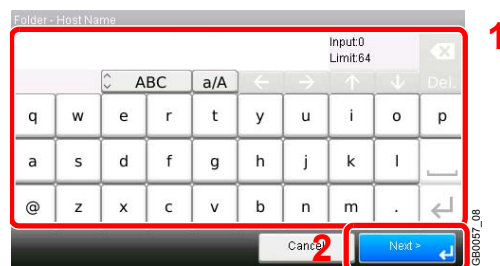 Folder - Host Name
1
Input:0
Limit:64
ABC a/A Del.
q w e r t y u i o p
a s d f g h j k l
@ z x c v b n m .
Cancel 2 Next >
GB0057_08